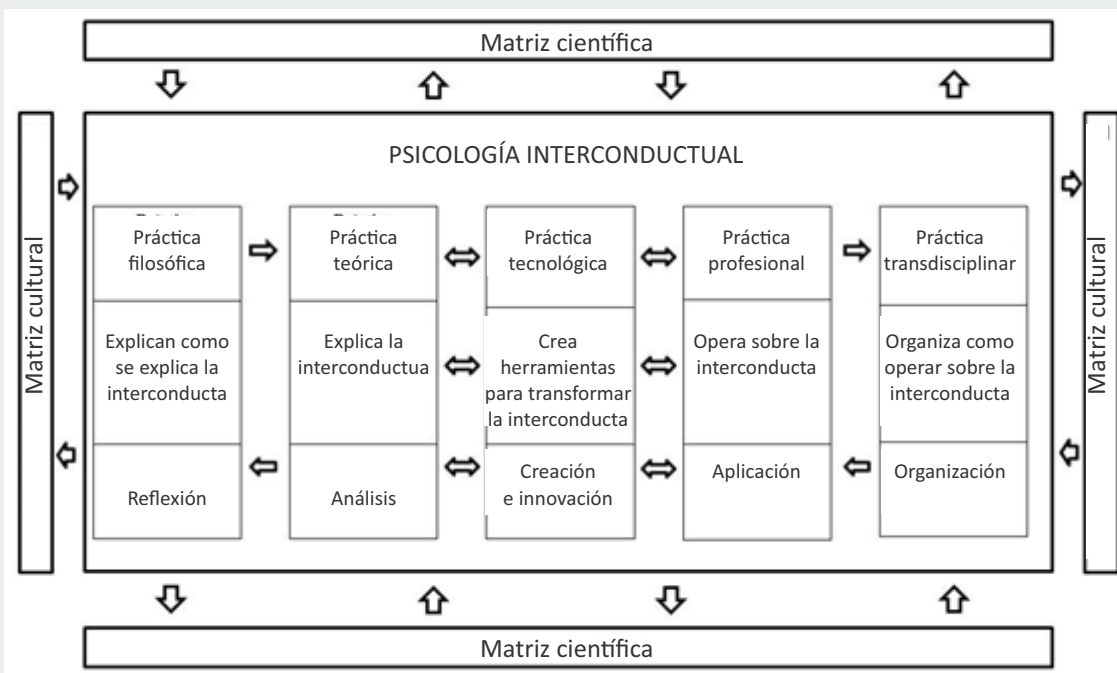 Matriz científica
Matriz cultural
PSICOLOGÍA INTERCONDUCTUAL
Práctica
filosófica
Explican como
se explica la
interconducta
Reflexión
Práctica
teórica
Explica la
interconductua
Análisis
Práctica
tecnológica
Crea
herramientas
para transformar
la interconducta
Creación
e innovación
Práctica
profesional
Opera sobre la
interconducta
Aplicación
Práctica
transdisciplinar
Organiza como
operar sobre la
interconducta
Organización
Matriz cultural
Matriz científica